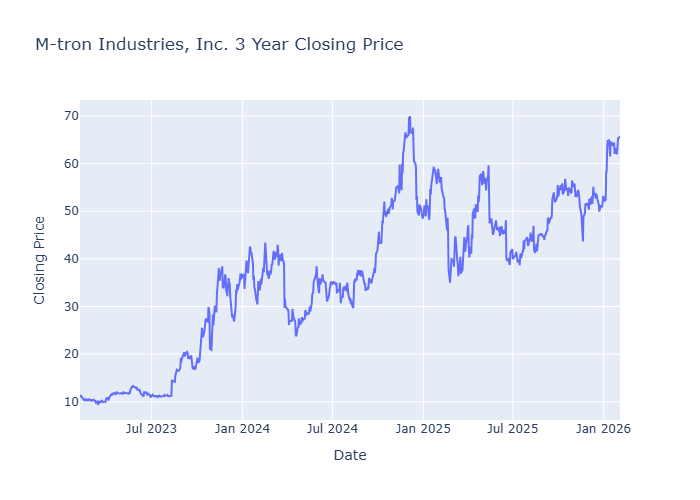 M-tron Industries, Inc. 3 Year Closing Price
70
60
50
40
30
20
10
Closing Price
Jul 2023
Jan 2024
Jul 2024
Jan 2025
Jul 2025
Jan 2026
Date